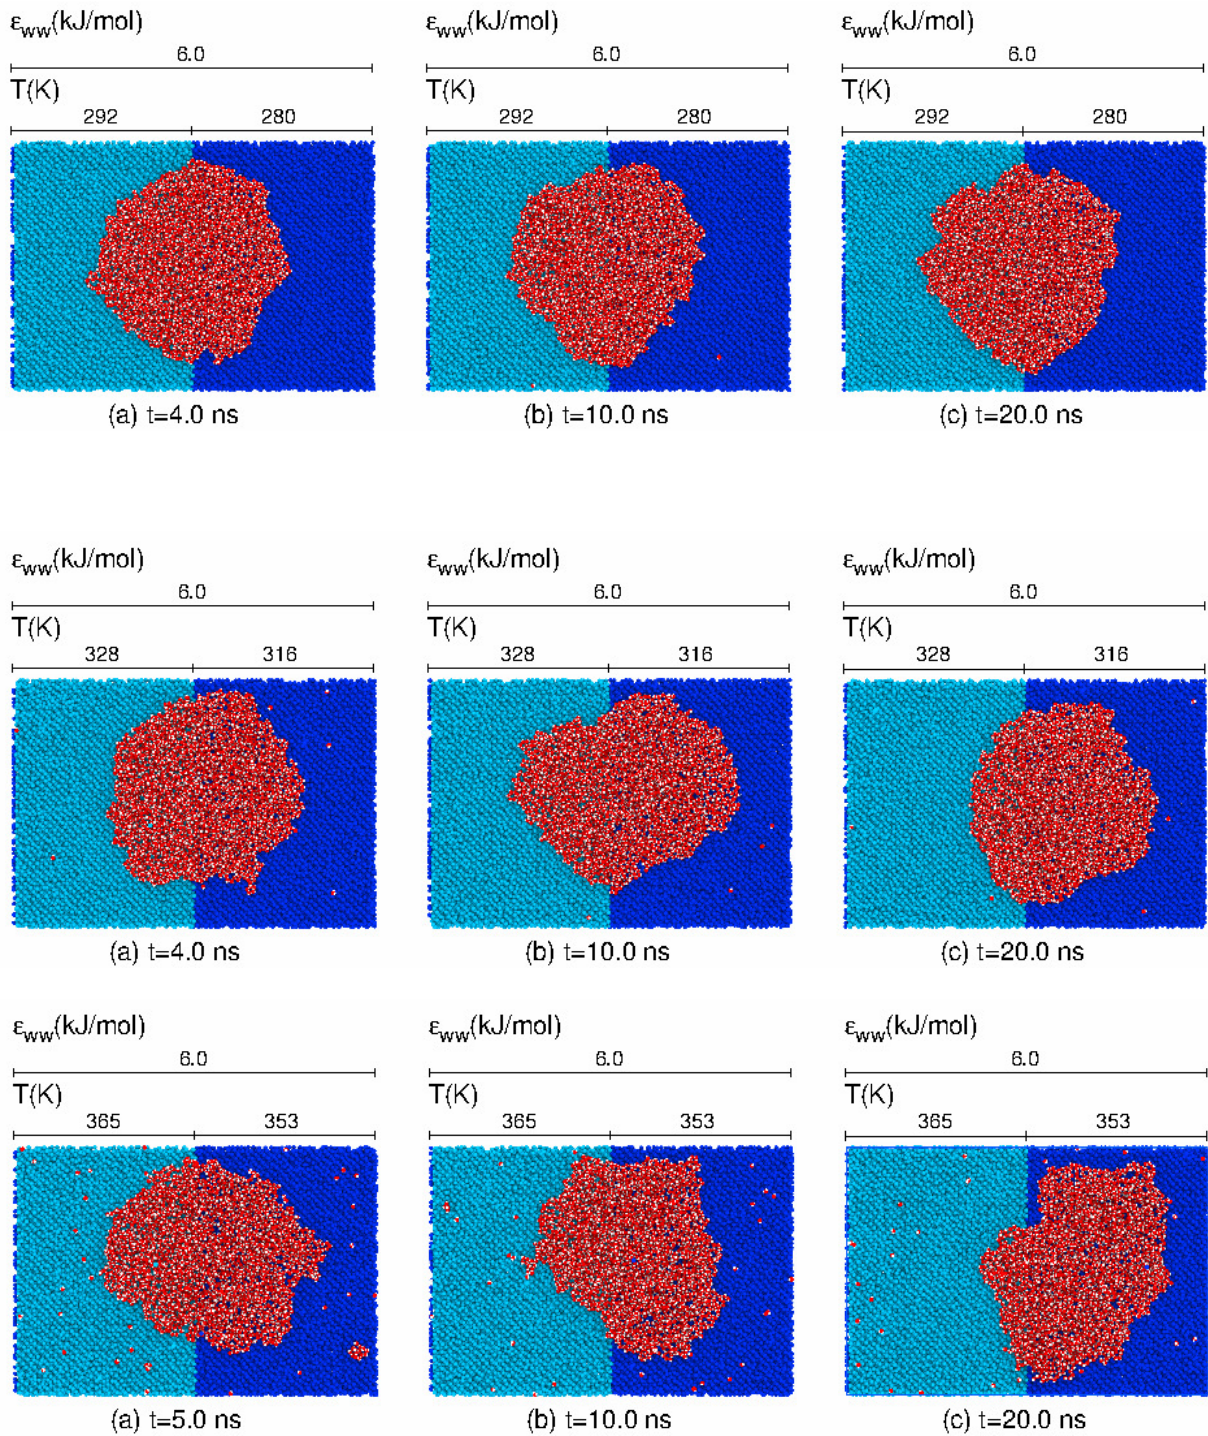 εww(kJ/mol) εww(kJ/mol) εww(kJ/mol)
6.0 6.0 6.0
T(K) T(K) T(K)
292 280 292 280 292 280
(a) t=4.0 ns (b) t=10.0 ns (c) t=20.0 ns
εww(kJ/mol) εww(kJ/mol) εww(kJ/mol)
6.0 6.0 6.0
T(K) T(K) T(K)
328 316 328 316 328 316
(a) t=4.0 ns (b) t=10.0 ns (c) t=20.0 ns
εww(kJ/mol) εww(kJ/mol) εww(kJ/mol)
6.0 6.0 6.0
T(K) T(K) T(K)
365 353 365 353 365 353
(a) t=5.0 ns (b) t=10.0 ns (c) t=20.0 ns